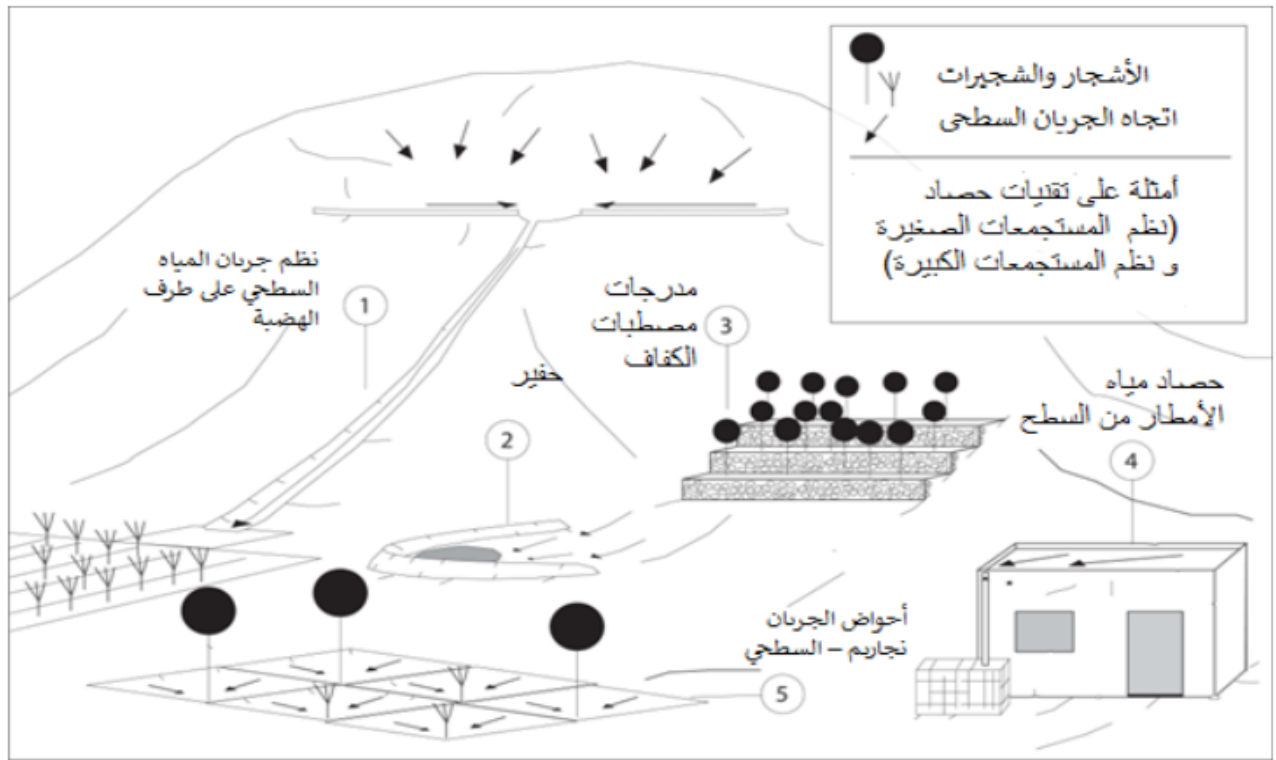 الأشجار والشجيرات
اتجاه الجريان السطحى
أمثلة على تقنيات حصاد
(نظم المستجمعات الصغيرة
و نظم المستجمعات الكبيرة)
نظم جريان المياه
السطحي على طرف
الهضبة
1
مدرجات
مصطبات
الكفاف
3
حفير
2
حصاد مياه
الأمطار من السطح
4
أحواض الجريان
نجاريم – السطحي
5